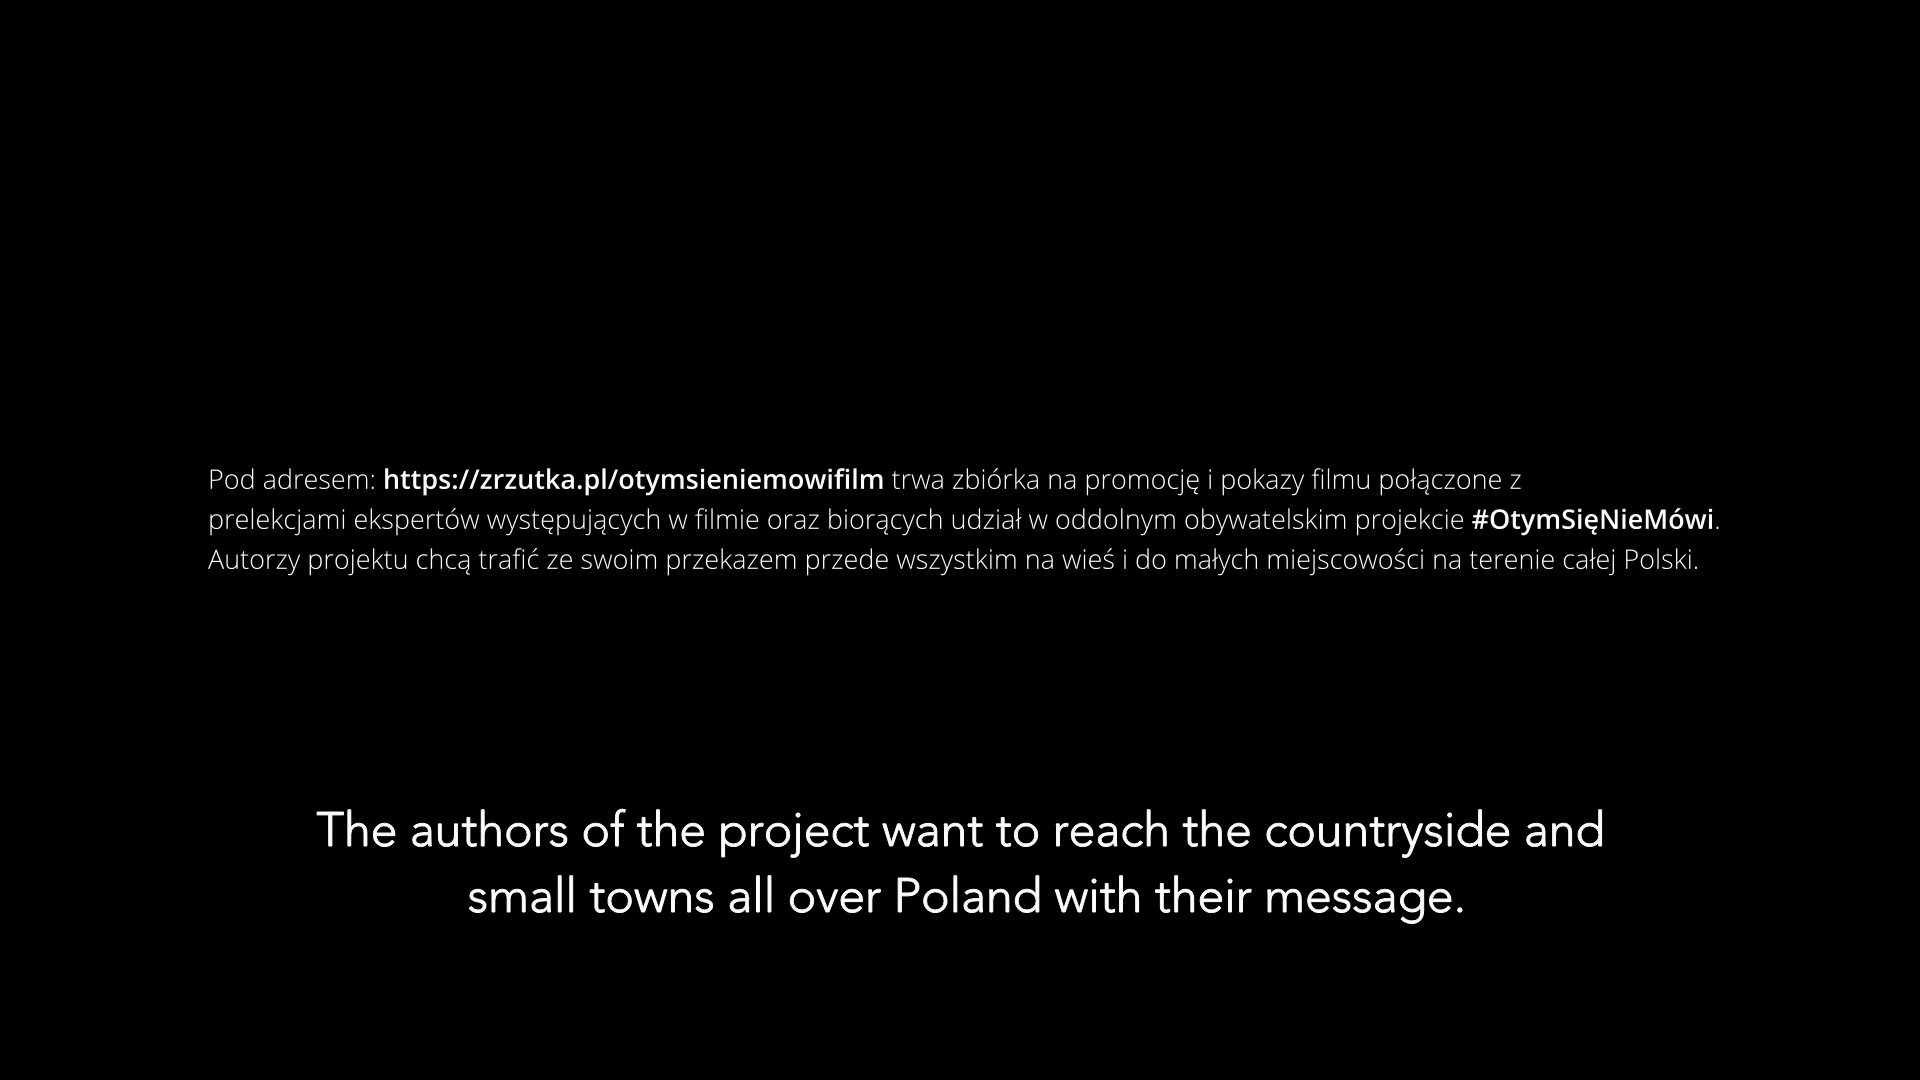 Pod adresem: https://zrzutka.pl/otymsieniemowifilm trwa zbiórka na promocję i pokazy filmu połączone z
prelekcjami ekspertów występujących w filmie oraz biorących udział w oddolnym obywatelskim projekcie #OtymSięNieMówi.
Autorzy projektu chcą trafić ze swoim przekazem przede wszystkim na wieś i do małych miejscowości na terenie całej Polski.
The authors of the project want to reach the countryside and
small towns all over Poland with their message.